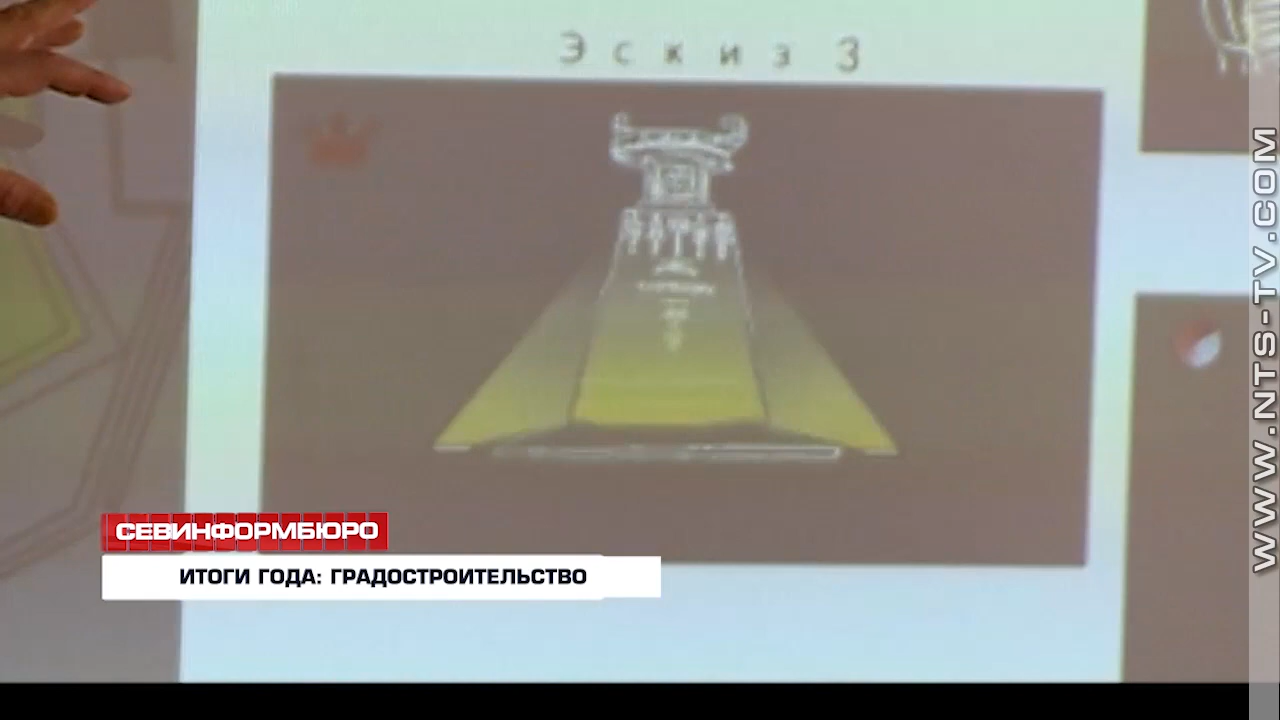 Эскиз 3
СЕВИНФОРМБЮРО
ИТОГИ ГОДА: ГРАДОСТРОИТЕЛЬСТВО
WWW.NTS-TV.COM